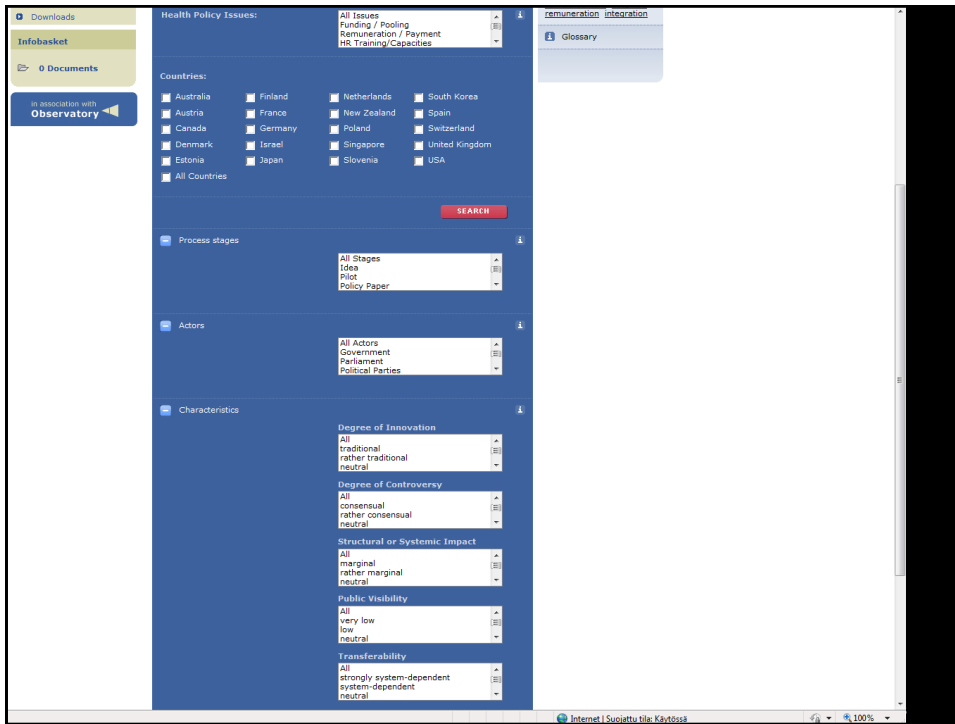 Downloads
Infobasket
0 Documents
in association with
Observatory
Health Policy Issues:
All Issues
Funding / Pooling
Remuneration / Payment
HR Training/Capacities
remuneration integration
Glossary
Countries:
Australia Finland Netherlands South Korea
Austria France New Zealand Spain
Canada Germany Poland Switzerland
Denmark Israel Singapore United Kingdom
Estonia Japan Slovenia USA
All Countries
SEARCH
Process stages
All Stages
Idea
Pilot
Policy Paper
Actors
All Actors
Government
Parliament
Political Parties
Characteristics
Degree of Innovation
All
traditional
rather traditional
neutral
Degree of Controversy
All
consensual
rather consensual
neutral
Structural or Systemic Impact
All
marginal
rather marginal
neutral
Public Visibility
All
very low
low
neutral
Transferability
All
strongly system-dependent
system-dependent
neutral
Internet | Suojattu tila: Käytössä 100%